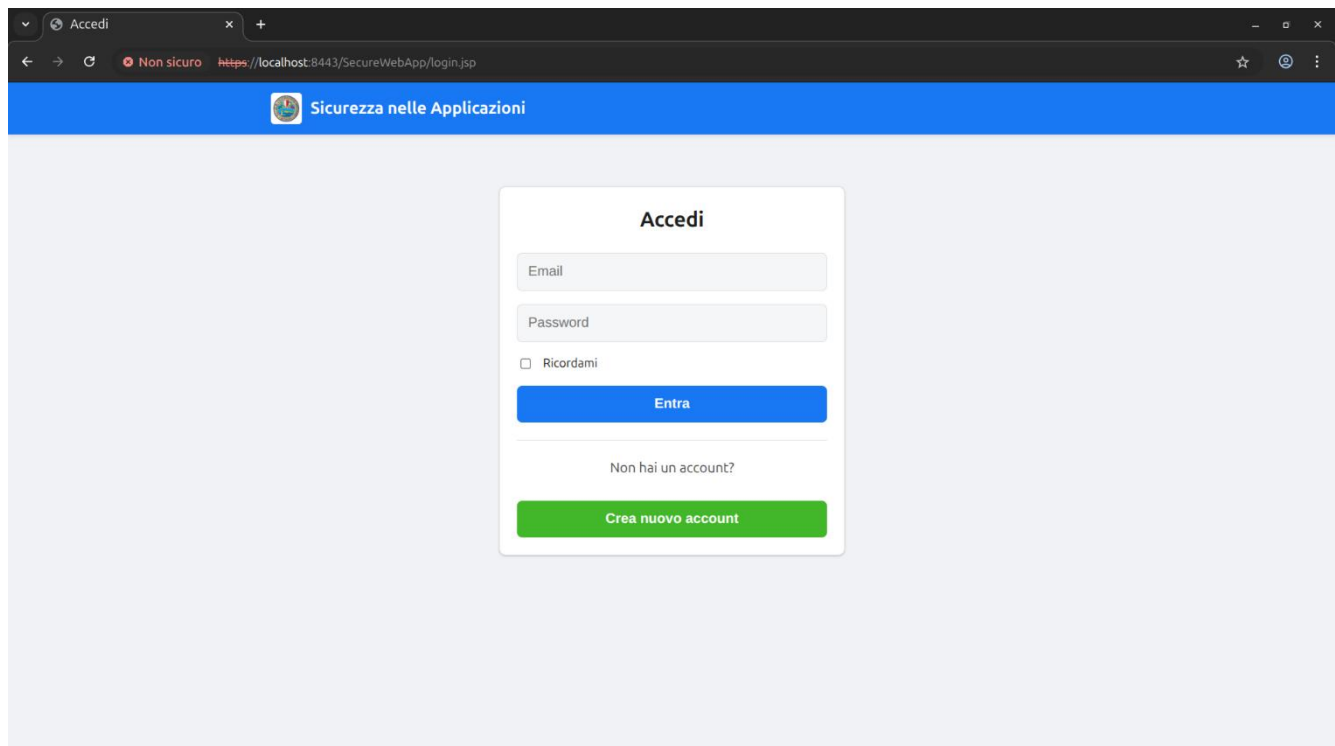 Accedi
Non sicuro https://localhost:8443/SecureWebApp/login.jsp
Sicurezza nelle Applicazioni
Accedi
Email
Password
Ricordami
Entra
Non hai un account?
Crea nuovo account